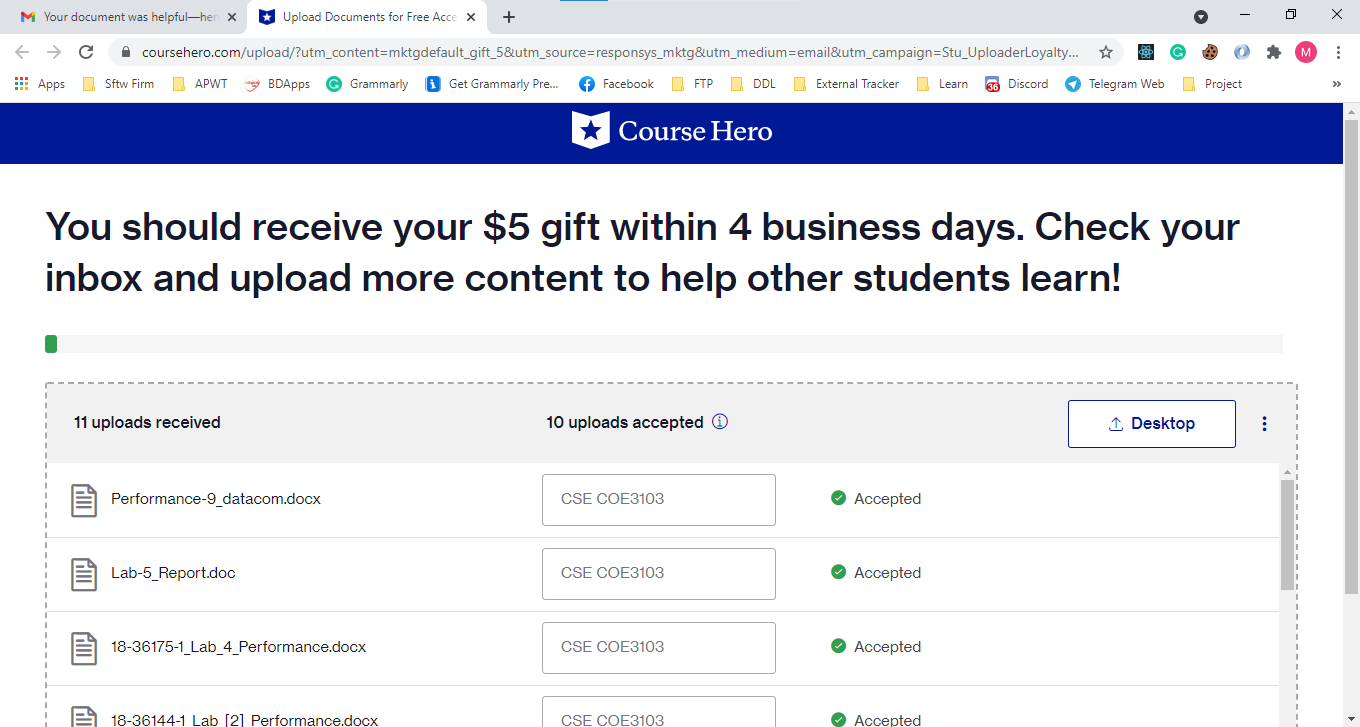 Your document was helpful—her
Upload Documents for Free Acce
coursehero.com/upload/?utm_content=mktgdefault_gift_5&utm_source=responsys_mktg&utm_medium=email&utm_campaign=Stu_UploaderLoyalty...
M
Apps
Sftw Firm
APWT
BDApps
Grammarly
Get Grammarly Pre...
Facebook
FTP
DDL
External Tracker
Learn
36
Discord
Telegram Web
Project
»
Course Hero
You should receive your $5 gift within 4 business days. Check your
inbox and upload more content to help other students learn!
11 uploads received
10 uploads accepted
Desktop
Performance-9_datacom.docx
CSE COE3103
Accepted
Lab-5_Report.doc
CSE COE3103
Accepted
18-36175-1_Lab_4_Performance.docx
CSE COE3103
Accepted
18-36144-1_Lab_[2]_Performance.docx
CSE COE3103
Accepted